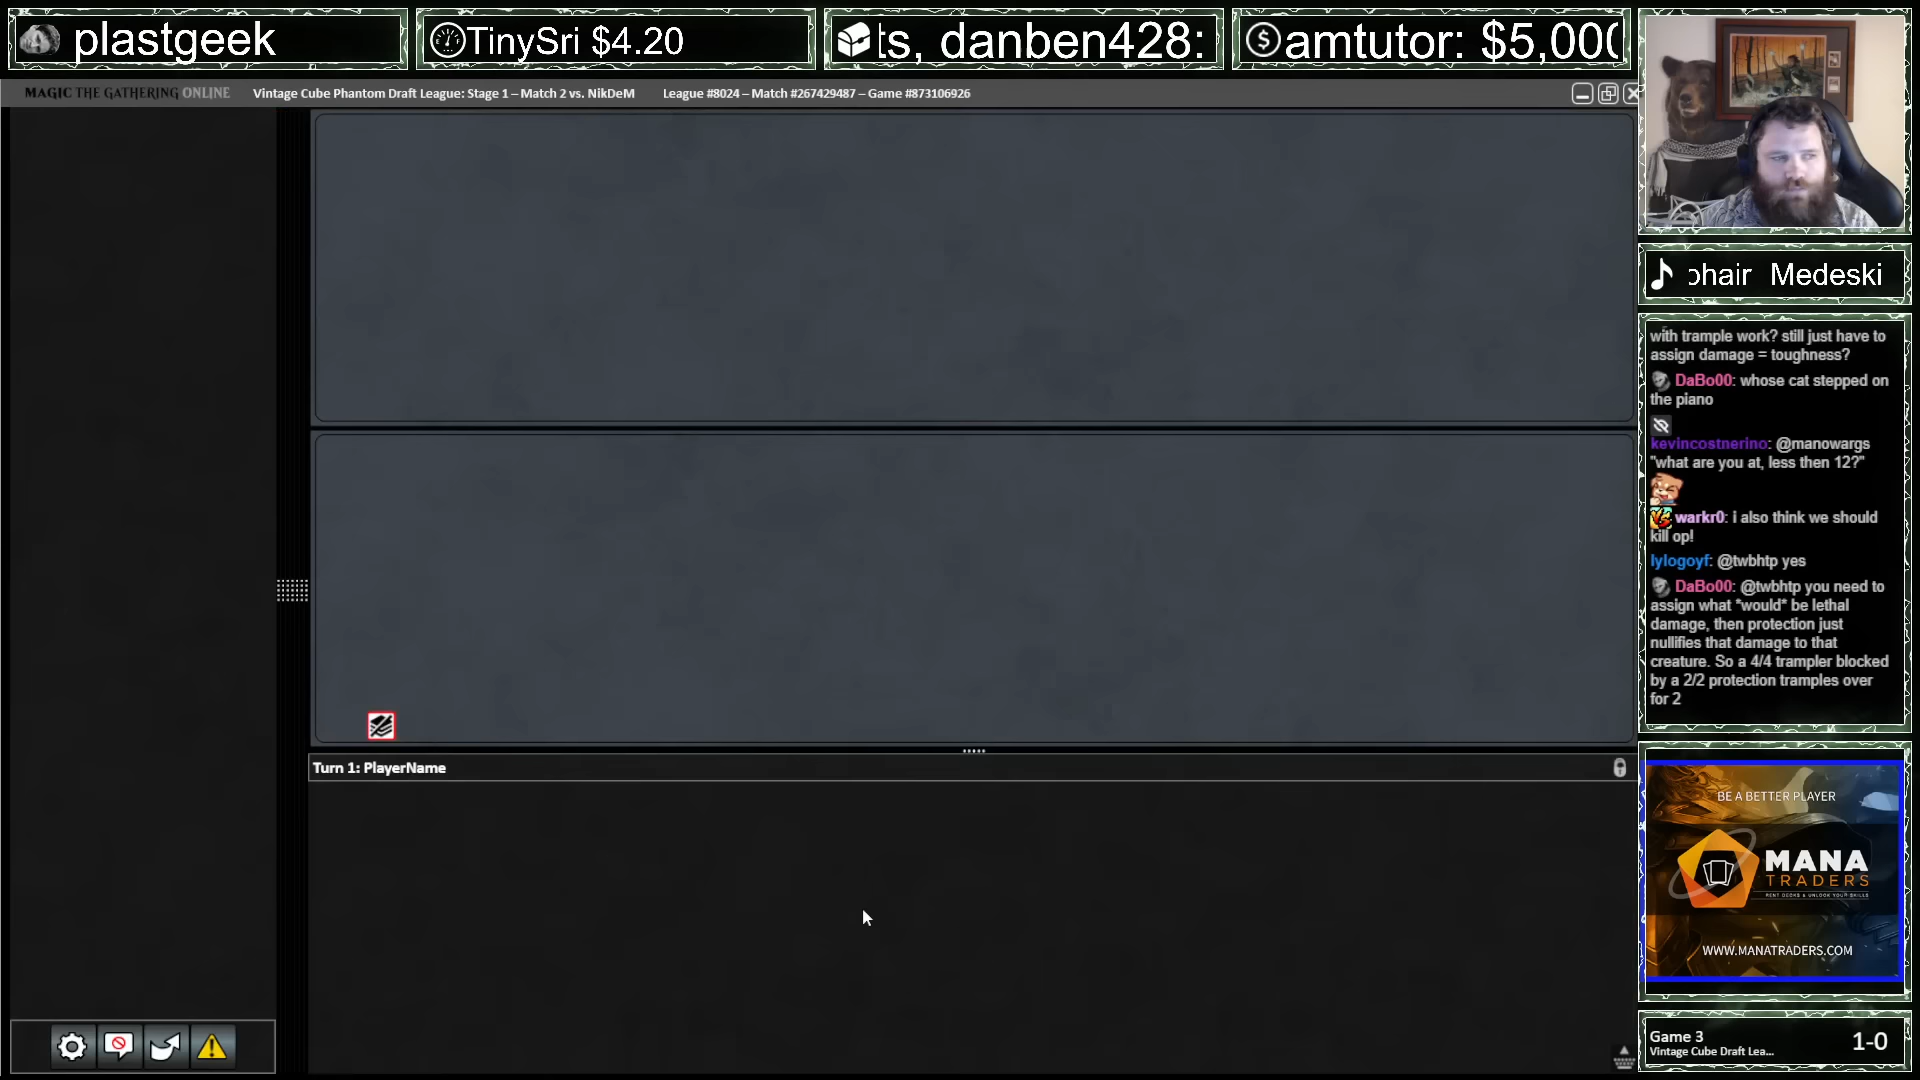 plastgeek
TinySri $4.20
ts, danben428:
amtutor: $5,000
MAGIC THE GATHERING ONLINE
Vintage Cube Phantom Draft League: Stage 1 – Match 2 vs. NikDeM
League #8024 – Match #267429487 – Game #873106926
Medeski
with trample work? still just have to
assign damage = toughness?
DaBo00: whose cat stepped on
the piano
kevincostnerino: @manowargs
"what are you at, less then 12?"
warkr0: i also think we should
kill op!
lylogoyf: @twbhtp yes
DaBo00: @twbhtp you need to
assign what *would* be lethal
damage, then protection just
nullifies that damage to that
creature. So a 4/4 trampler blocked
by a 2/2 protection tramples over
for 2
Turn 1: PlayerName
BE A BETTER PLAYER
MANA
TRADERS
RENT DECKS & UNLOCK YOUR SKILLS
WWW.MANATRADERS.COM
Game 3
Vintage Cube Draft Lea...
1-0